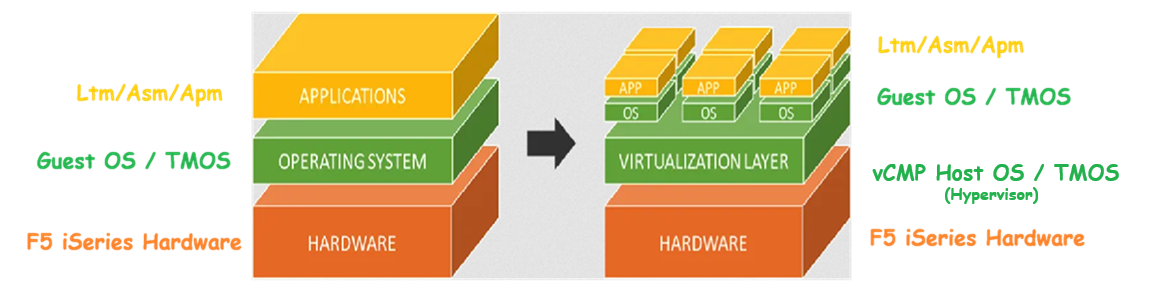 Ltm/Asm/Apm
Guest OS / TMOS
F5 iSeries Hardware
APPLICATIONS
OPERATING SYSTEM
HARDWARE
APP APP APP
OS OS OS
VIRTUALIZATION LAYER
HARDWARE
Ltm/Asm/Apm
Guest OS / TMOS
vCMP Host OS / TMOS
(Hypervisor)
F5 iSeries Hardware